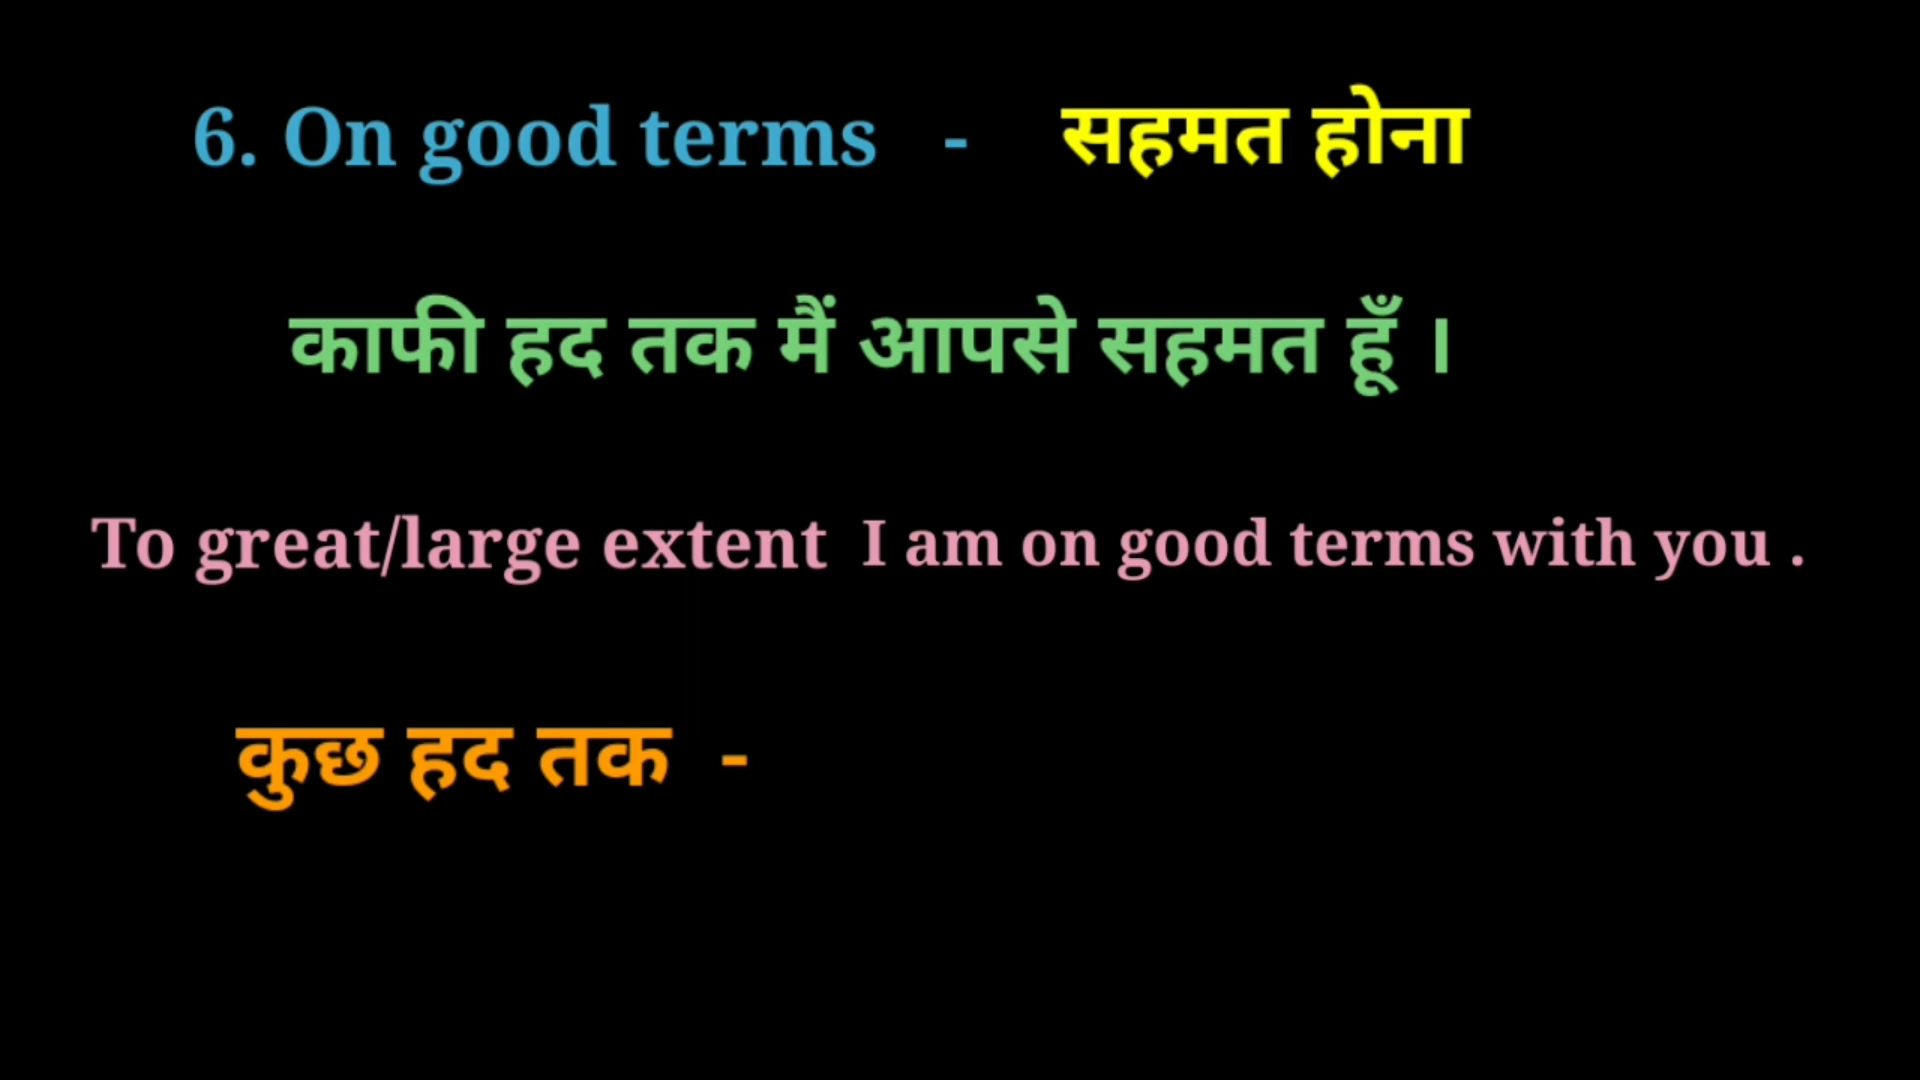 6. On good terms - सहमत होना
काफी हद तक मैं आपसे सहमत हूँ ।
To great/large extent I am on good terms with you .
कुछ हद तक -